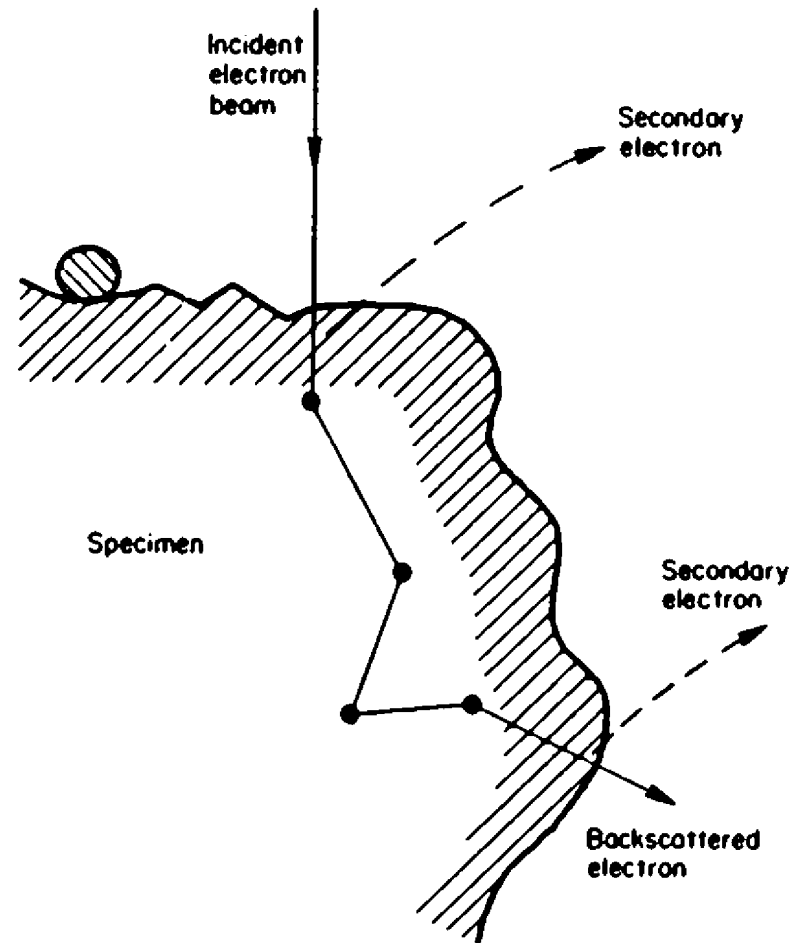 Incident
electron
beam
Secondary
electron
Specimen
Secondary
electron
Backscattered
electron